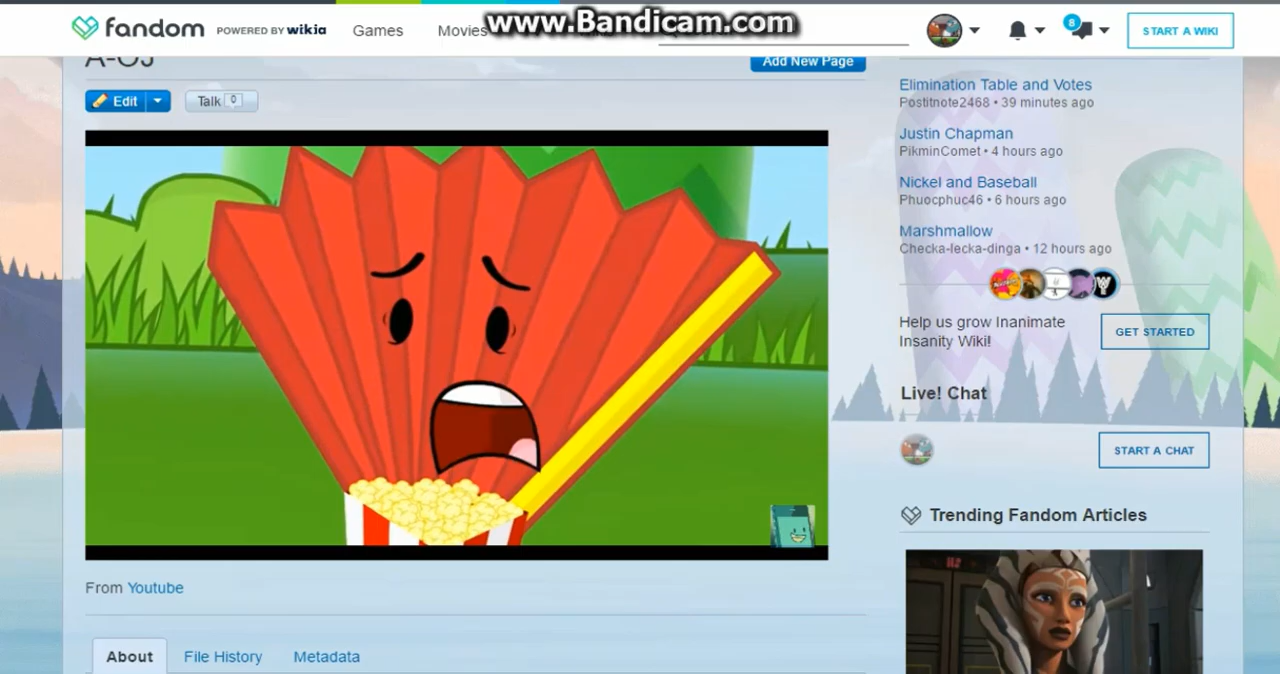 www.Bandicam.com
fandom POWERED BY wikia Games Movies
8
START A WIKI
A-OJ
Add New Page
Edit
Talk 0
Elimination Table and Votes
Postitnote2468 • 39 minutes ago
Justin Chapman
PikminComet • 4 hours ago
Nickel and Baseball
Phuocphuc46 • 6 hours ago
Marshmallow
Checka-lecka-dinga • 12 hours ago
Help us grow Inanimate
Insanity Wiki!
GET STARTED
Live! Chat
START A CHAT
Trending Fandom Articles
From Youtube
About File History Metadata